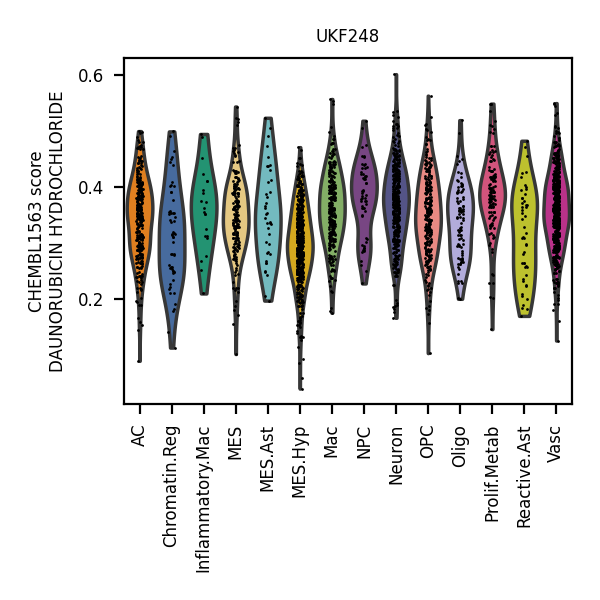 UKF248
CHEMBL1563 score
DAUNORUBICIN HYDROCHLORIDE
0.6
0.4
0.2
AC
Chromatin.Reg
Inflammatory.Mac
MES
MES.Ast
MES.Hyp
Mac
NPC
Neuron
OPC
Oligo
Prolif.Metab
Reactive.Ast
Vasc